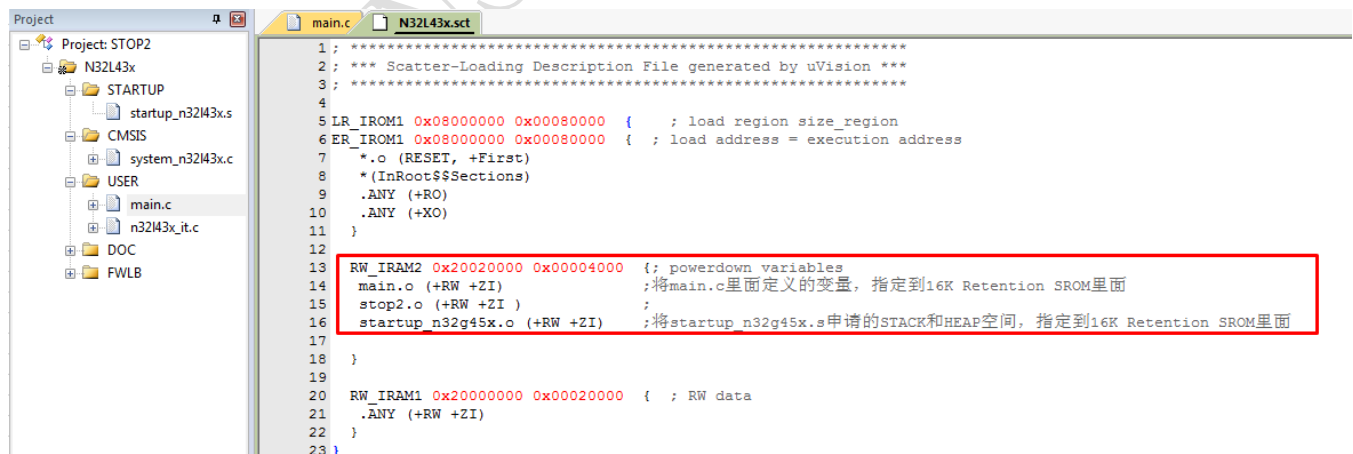 Project
main.c N32L43x.sct
Project: STOP2
N32L43x
STARTUP
startup_n32l43x.s
CMSIS
system_n32l43x.c
USER
main.c
n32l43x_it.c
DOC
FWLB
1 ; ************************************************************
2 ; *** Scatter-Loading Description File generated by uVision ***
3 ; ************************************************************
4
5 LR_IROM1 0x08000000 0x00080000 { ; load region size_region
6 ER_IROM1 0x08000000 0x00080000 { ; load address = execution address
7 *.o (RESET, +First)
8 *(InRoot$$Sections)
9 .ANY (+RO)
10 .ANY (+XO)
11 }
12
13 RW_IRAM2 0x20020000 0x00004000 {; powerdown variables
14 main.o (+RW +ZI) ;将main.c里面定义的变量，指定到16K Retention SROM里面
15 stop2.o (+RW +ZI ) ;
16 startup_n32g45x.o (+RW +ZI) ;将startup_n32g45x.s申请的STACK和HEAP空间，指定到16K Retention SROM里面
17
18 }
19
20 RW_IRAM1 0x20000000 0x00020000 { ; RW data
21 .ANY (+RW +ZI)
22 }
23 }